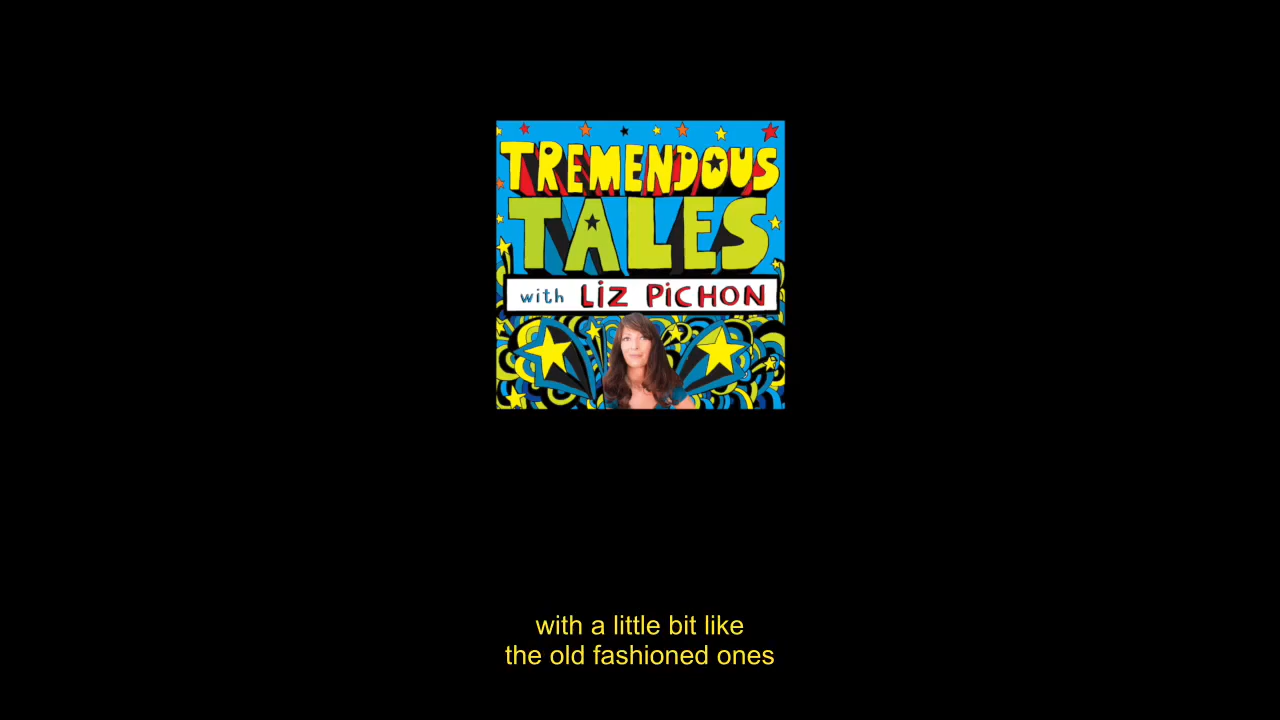 TREMENDOUS
TALES
with LiZ PiCHON
with a little bit like
the old fashioned ones